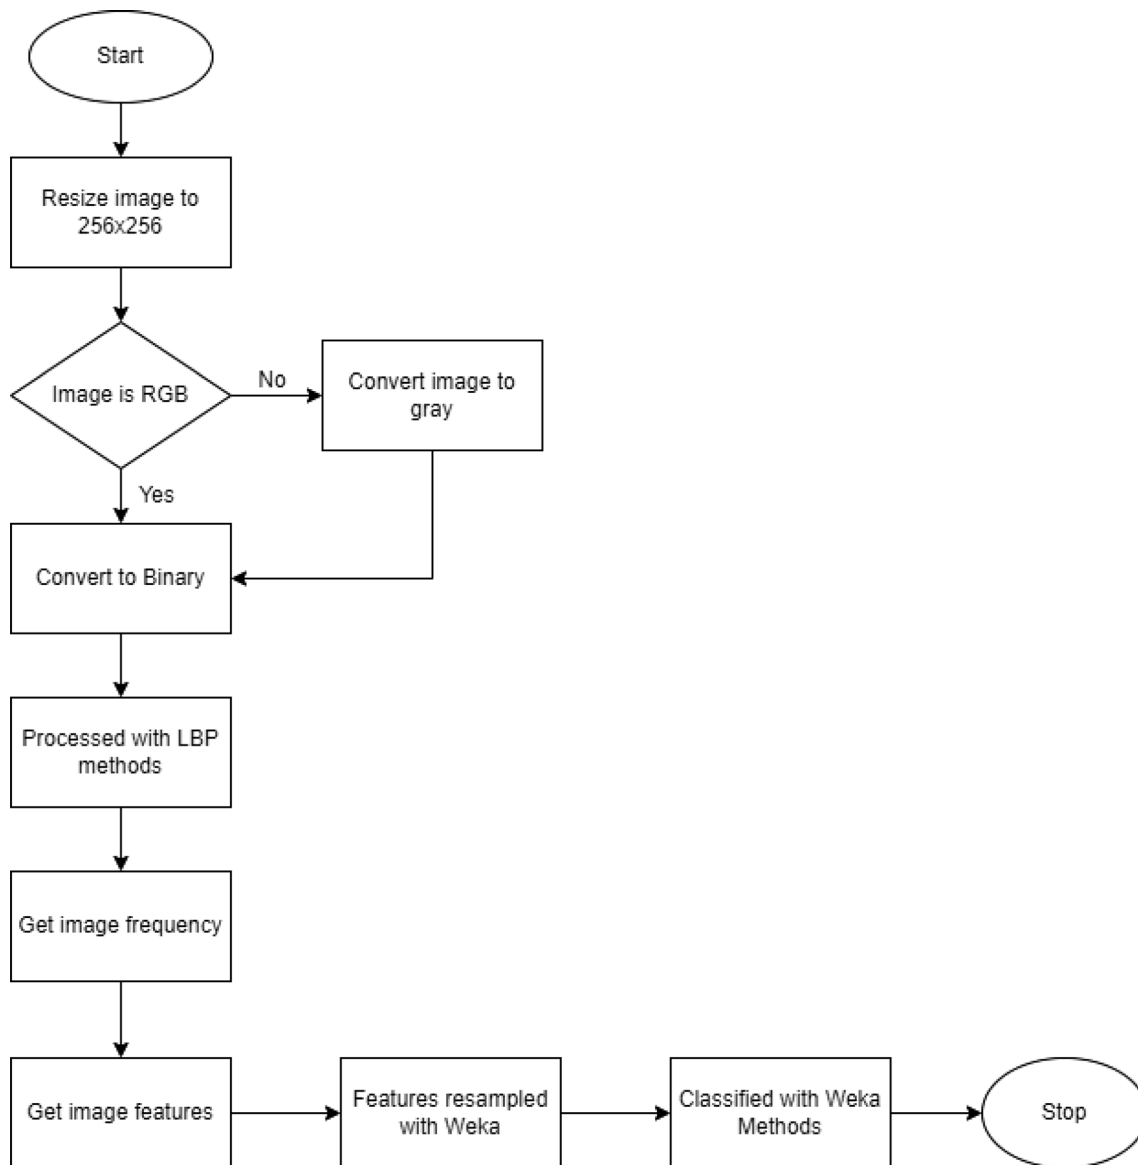 Start
Resize image to
256x256
Image is RGB
No
Convert image to
gray
Yes
Convert to Binary
Processed with LBP
methods
Get image frequency
Get image features
Features resampled
with Weka
Classified with Weka
Methods
Stop